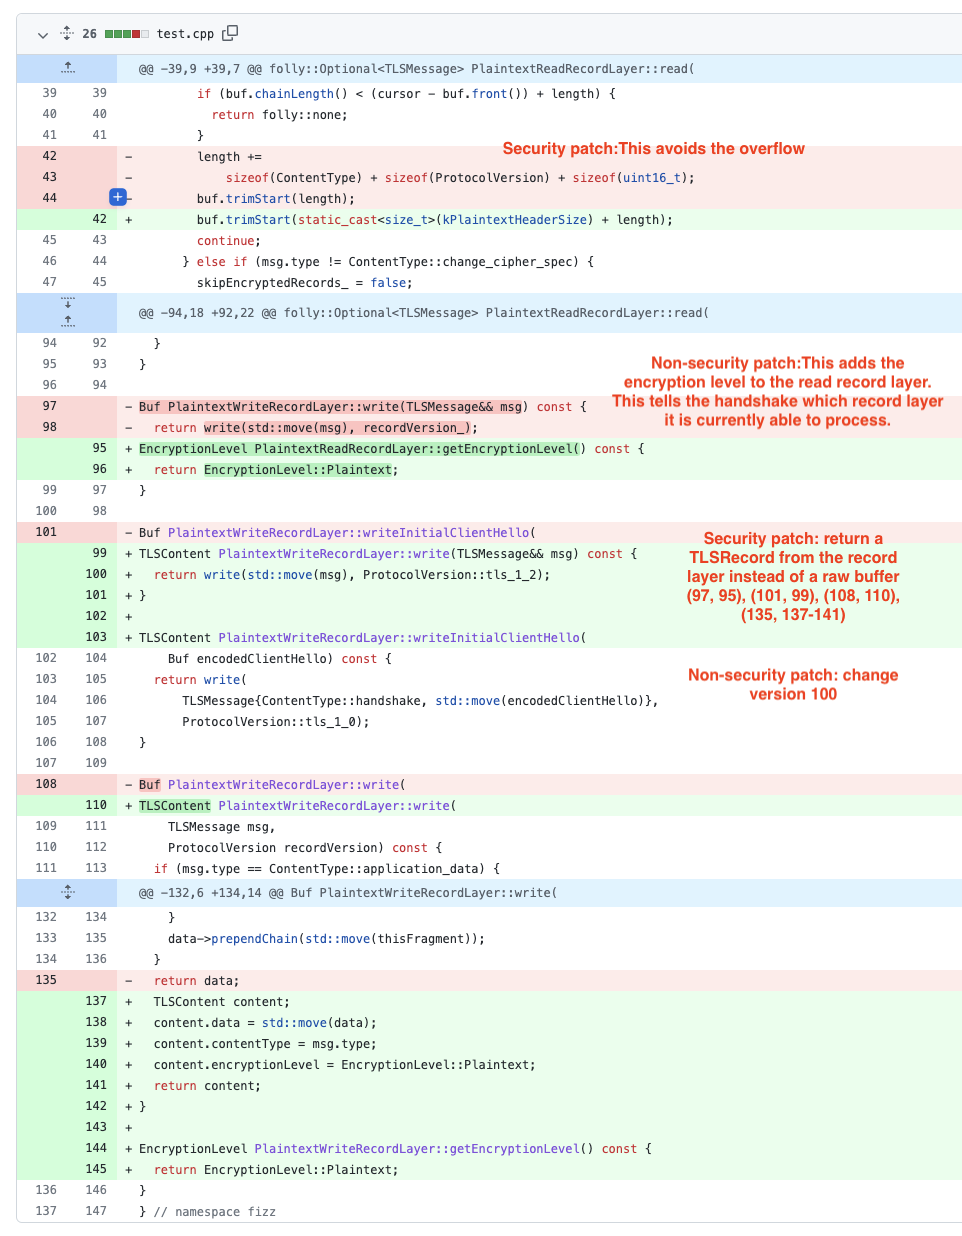 26 test.cpp
@@ -39,9 +39,7 @@ folly::Optional<TLSMessage> PlaintextReadRecordLayer::read(
39 39 if (buf.chainLength() < (cursor - buf.front()) + length) {
40 40 return folly::none;
41 41 }
42 - length +=
Security patch:This avoids the overflow
43 - sizeof(ContentType) + sizeof(ProtocolVersion) + sizeof(uint16_t);
44 + - buf.trimStart(length);
42 + buf.trimStart(static_cast<size_t>(kPlaintextHeaderSize) + length);
45 43 continue;
46 44 } else if (msg.type != ContentType::change_cipher_spec) {
47 45 skipEncryptedRecords_ = false;
@@ -94,18 +92,22 @@ folly::Optional<TLSMessage> PlaintextReadRecordLayer::read(
94 92 }
95 93 }
96 94
Non-security patch:This adds the
encryption level to the read record layer.
This tells the handshake which record layer
it is currently able to process.
97 - Buf PlaintextWriteRecordLayer::write(TLSMessage&& msg) const {
98 - return write(std::move(msg), recordVersion_);
95 + EncryptionLevel PlaintextReadRecordLayer::getEncryptionLevel() const {
96 + return EncryptionLevel::Plaintext;
99 97 }
100 98
101 - Buf PlaintextWriteRecordLayer::writeInitialClientHello(
99 + TLSContent PlaintextWriteRecordLayer::write(TLSMessage&& msg) const {
100 + return write(std::move(msg), ProtocolVersion::tls_1_2);
101 + }
102 +
103 + TLSContent PlaintextWriteRecordLayer::writeInitialClientHello(
Security patch: return a
TLSRecord from the record
layer instead of a raw buffer
(97, 95), (101, 99), (108, 110),
(135, 137-141)
102 104 Buf encodedClientHello) const {
103 105 return write(
104 106 TLSMessage{ContentType::handshake, std::move(encodedClientHello)},
105 107 ProtocolVersion::tls_1_0);
Non-security patch: change
version 100
106 108 }
107 109
108 - Buf PlaintextWriteRecordLayer::write(
110 + TLSContent PlaintextWriteRecordLayer::write(
109 111 TLSMessage msg,
110 112 ProtocolVersion recordVersion) const {
111 113 if (msg.type == ContentType::application_data) {
@@ -132,6 +134,14 @@ Buf PlaintextWriteRecordLayer::write(
132 134 }
133 135 data->prependChain(std::move(thisFragment));
134 136 }
135 - return data;
137 + TLSContent content;
138 + content.data = std::move(data);
139 + content.contentType = msg.type;
140 + content.encryptionLevel = EncryptionLevel::Plaintext;
141 + return content;
142 + }
143 +
144 + EncryptionLevel PlaintextWriteRecordLayer::getEncryptionLevel() const {
145 + return EncryptionLevel::Plaintext;
136 146 }
137 147 } // namespace fizz